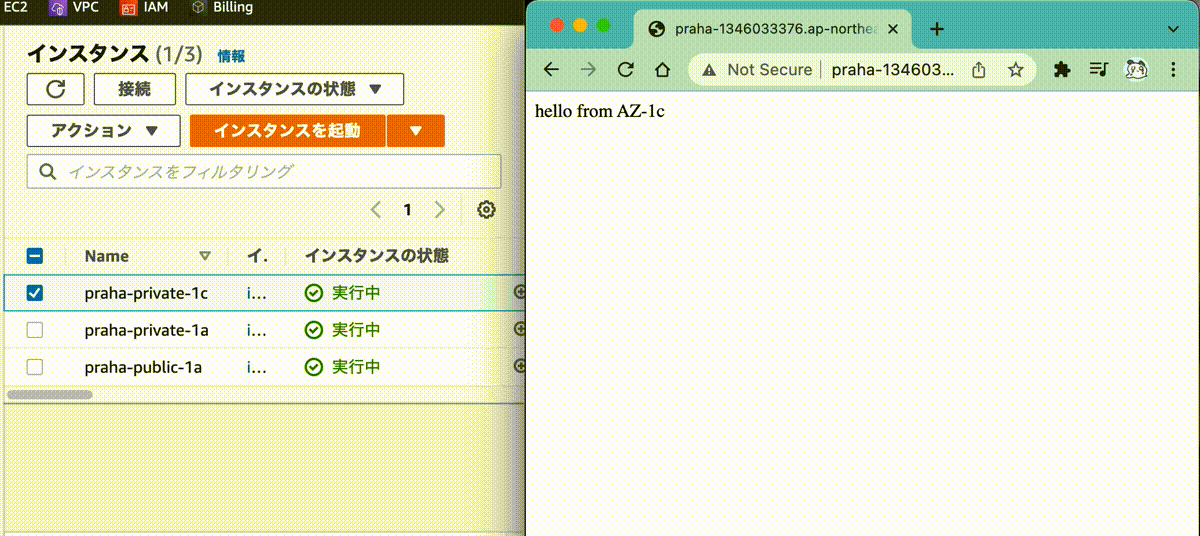 EC2 VPC IAM Billing
インスタンス (1/3) 情報
接続 インスタンスの状態
アクション インスタンスを起動
インスタンスをフィルタリング
1
Name イ. インスタンスの状態
praha-private-1c i... 実行中
praha-private-1a i... 実行中
praha-public-1a i... 実行中
praha-1346033376.ap-northea
Not Secure praha-134603...
hello from AZ-1c